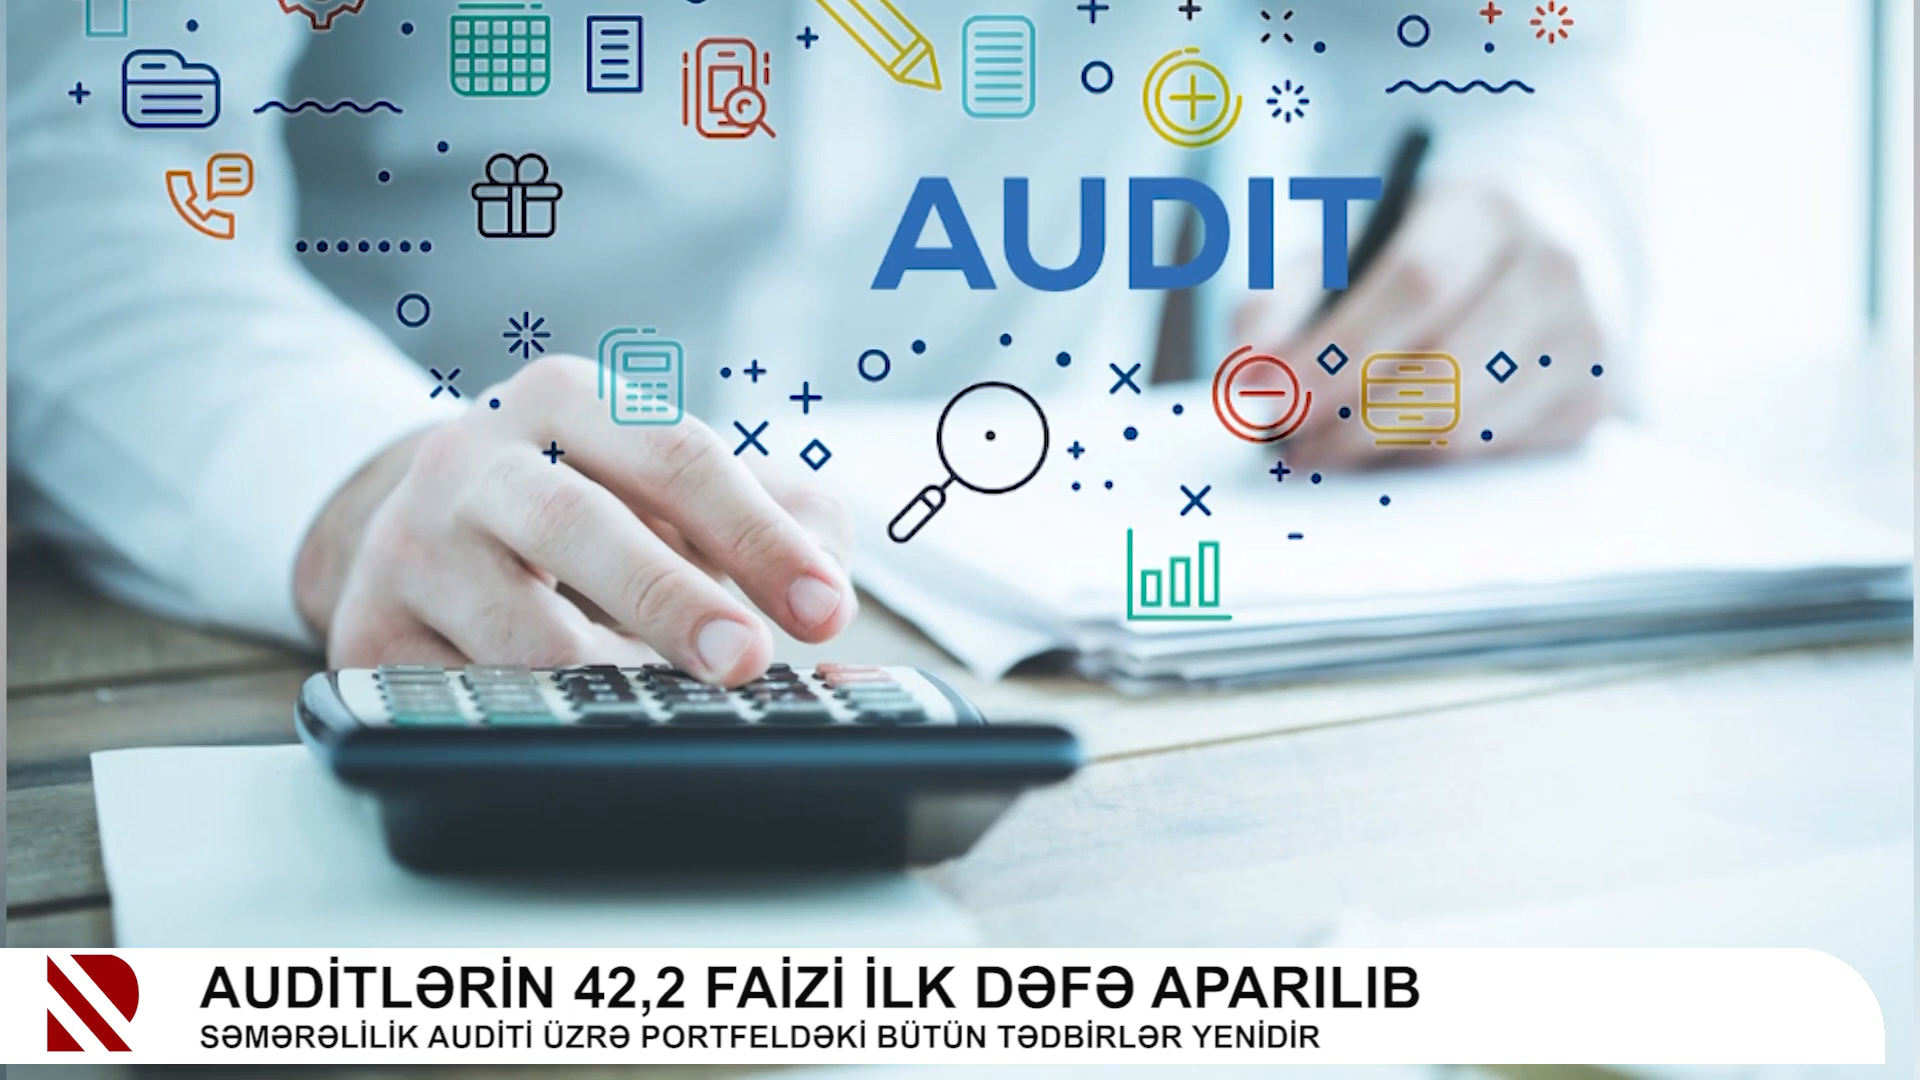 AUDIT
AUDİTLƏRİN 42,2 FAİZİ İLK DƏFƏ APARILIB
SƏMƏRƏLİLİK AUDİTİ ÜZRƏ PORTFELDƏKİ BÜTÜN TƏDBİRLƏR YENİDİR